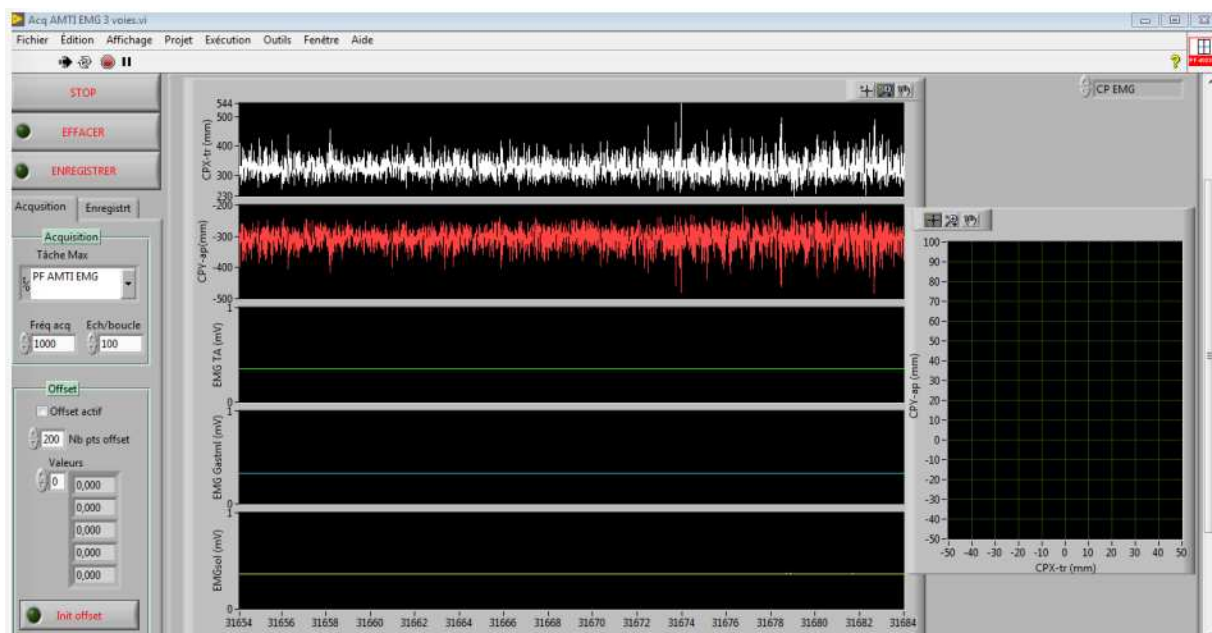 Acq AMTI EMG 3 voies.vi
Fichier Édition Affichage Projet Exécution Outils Fenêtre Aide
STOP
EFFACER
ENREGISTRER
Acqusition Enregistrt
Acquisition
Tâche Max
PF AMTI EMG
Fréq acq Ech/boucle
1000 100
Offset
Offset actif
200 Nb pts offset
Valeurs
0 0,000
0,000
0,000
0,000
0,000
Init offset
CPX-tr (mm)
544
500
400
300
230
CPY-ap(mm)
-200
-300
-400
-500
EMG TA (mV)
1
0
EMG Gastml (mV)
1
0
EMGsol (mV)
1
0
31654 31656 31658 31660 31662 31664 31666 31668 31670 31672 31674 31676 31678 31680 31682 31684
CP EMG
CPY-ap (mm)
100
90
80
70
60
50
40
30
20
10
0
-10
-20
-30
-40
-50
-50 -40 -30 -20 -10 0 10 20 30 40 50
CPX-tr (mm)